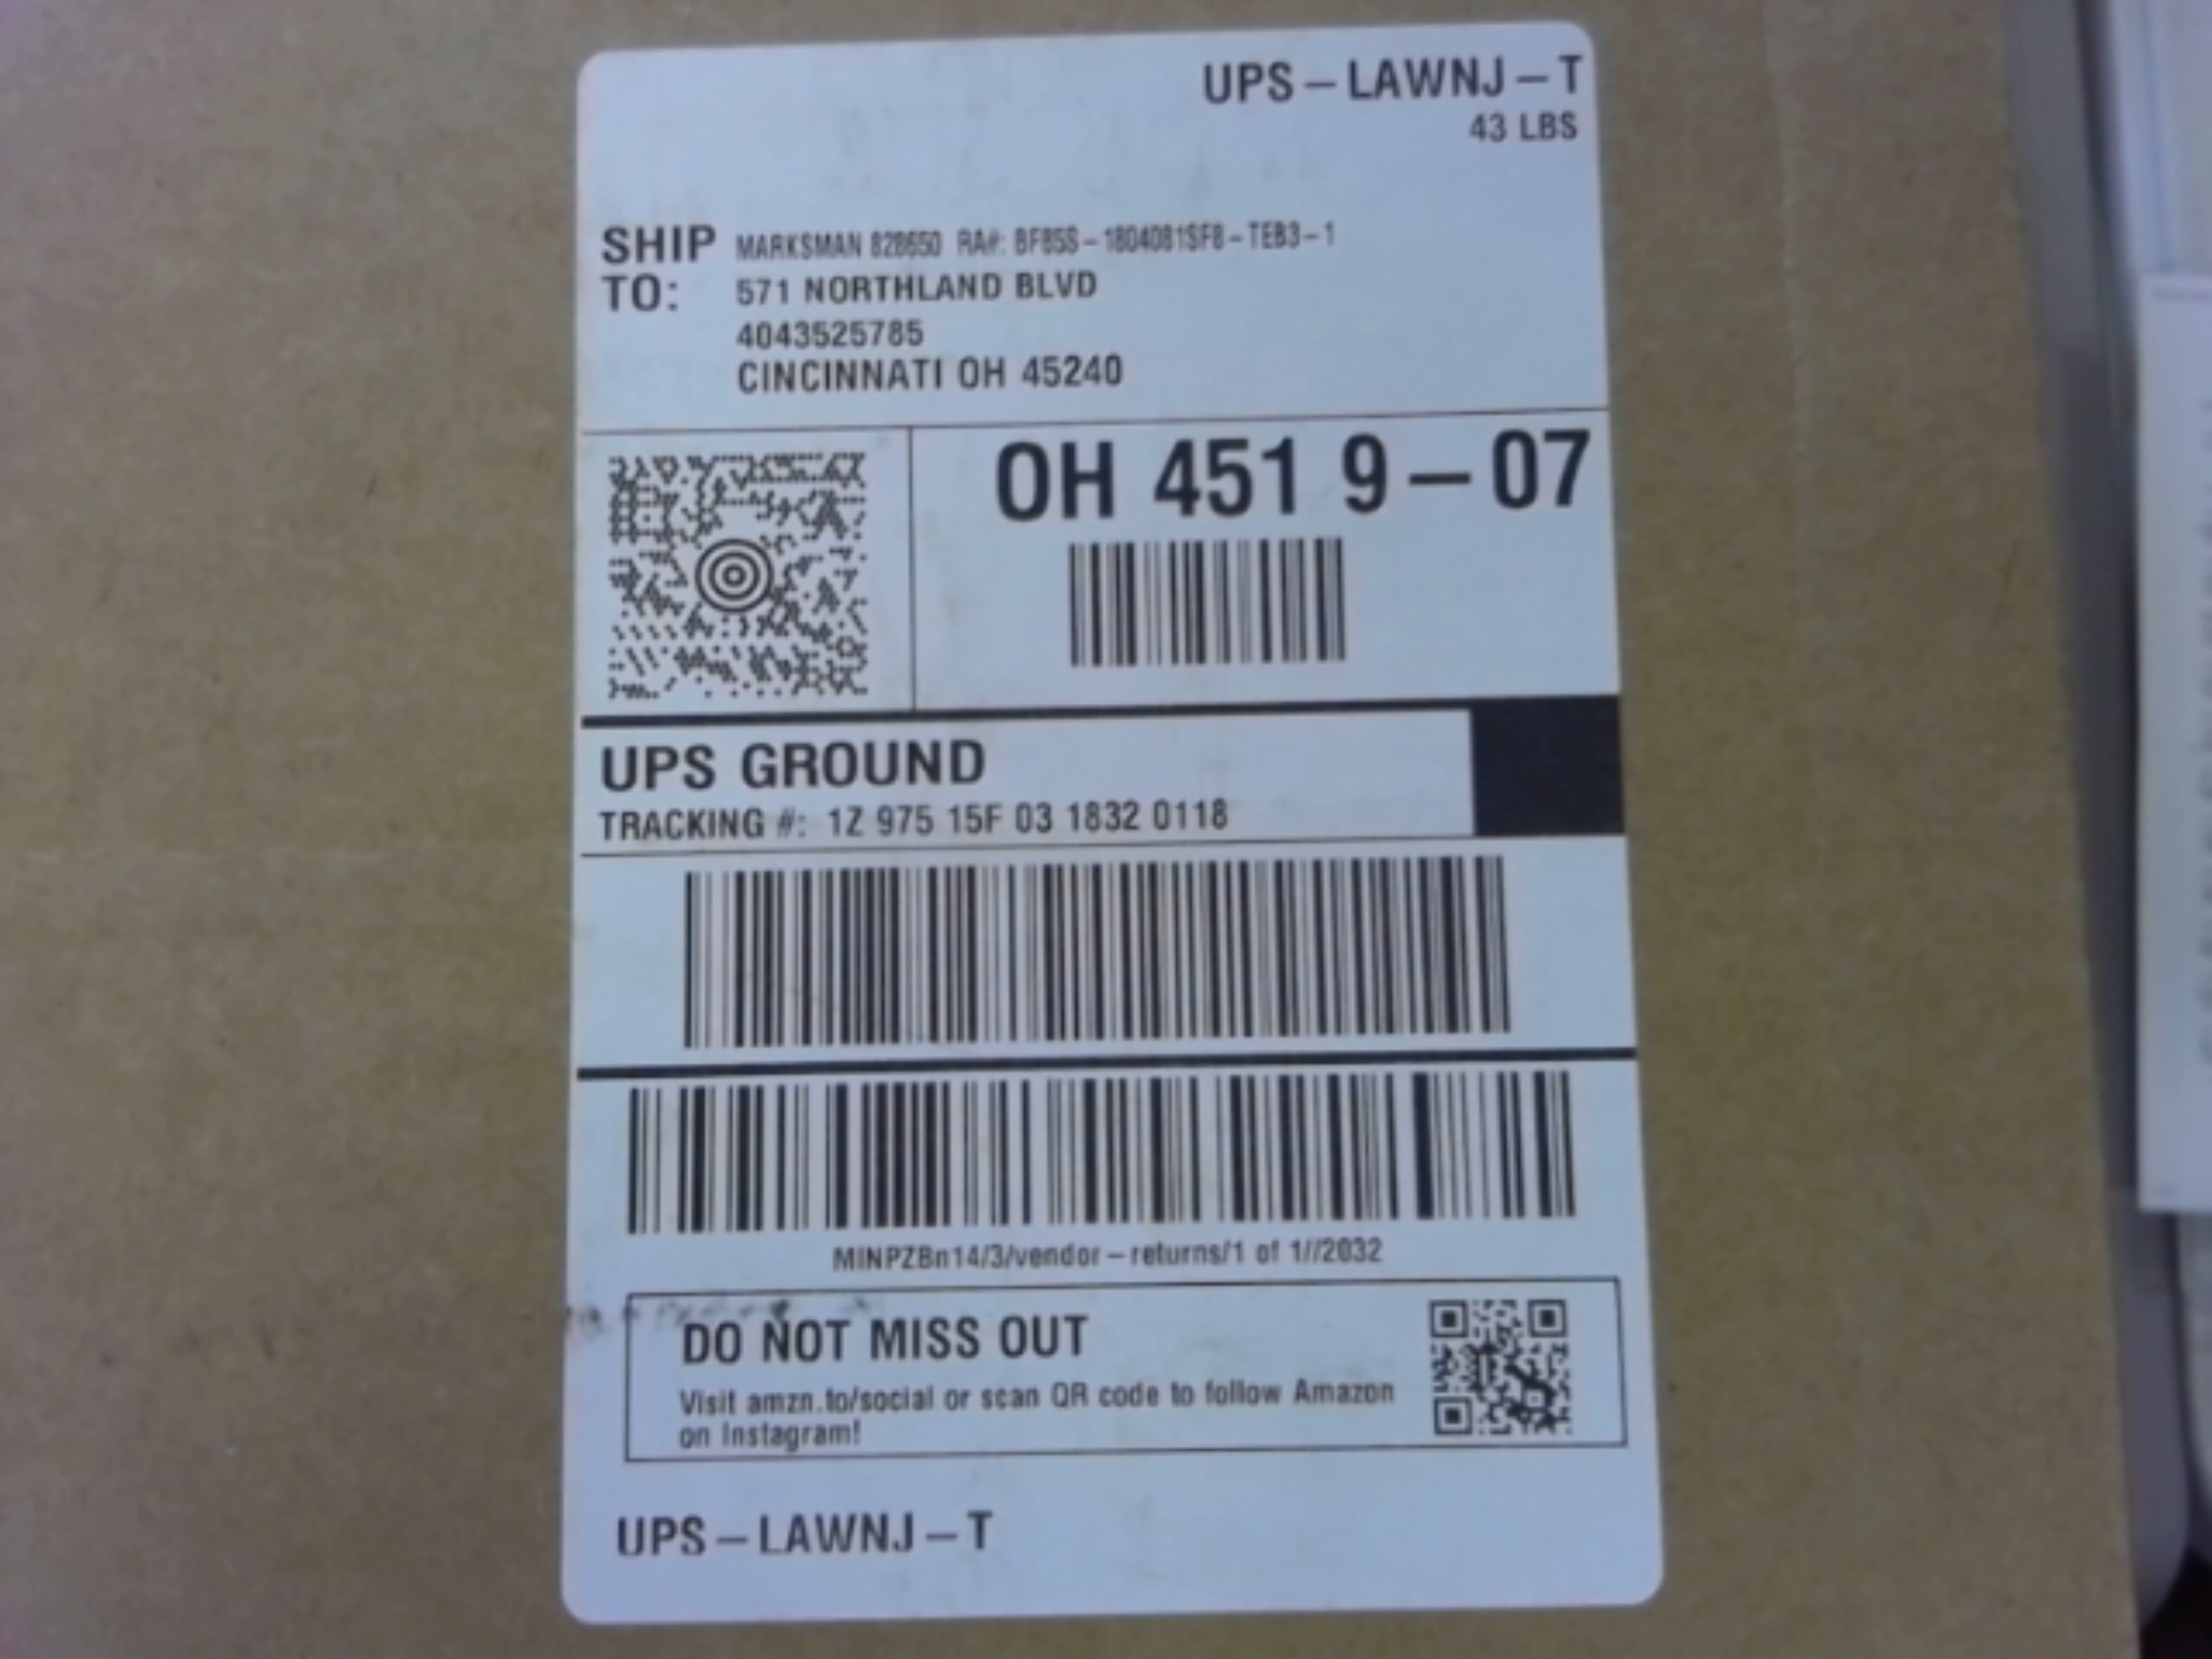 UPS – LAWNJ – T
43 LBS
SHIP TO:
MARKSMAN 828650 RA#: BF85S – 1804081SF8 – TEB3 – 1
571 NORTHLAND BLVD
4043525785
CINCINNATI OH 45240
OH 451 9 – 07
UPS GROUND
TRACKING #: 1Z 975 15F 03 1832 0118
MINPZBn14/3/vendor – returns/1 of 1//2032
DO NOT MISS OUT
Visit amzn.to/social or scan QR code to follow Amazon
on Instagram!
UPS – LAWNJ – T